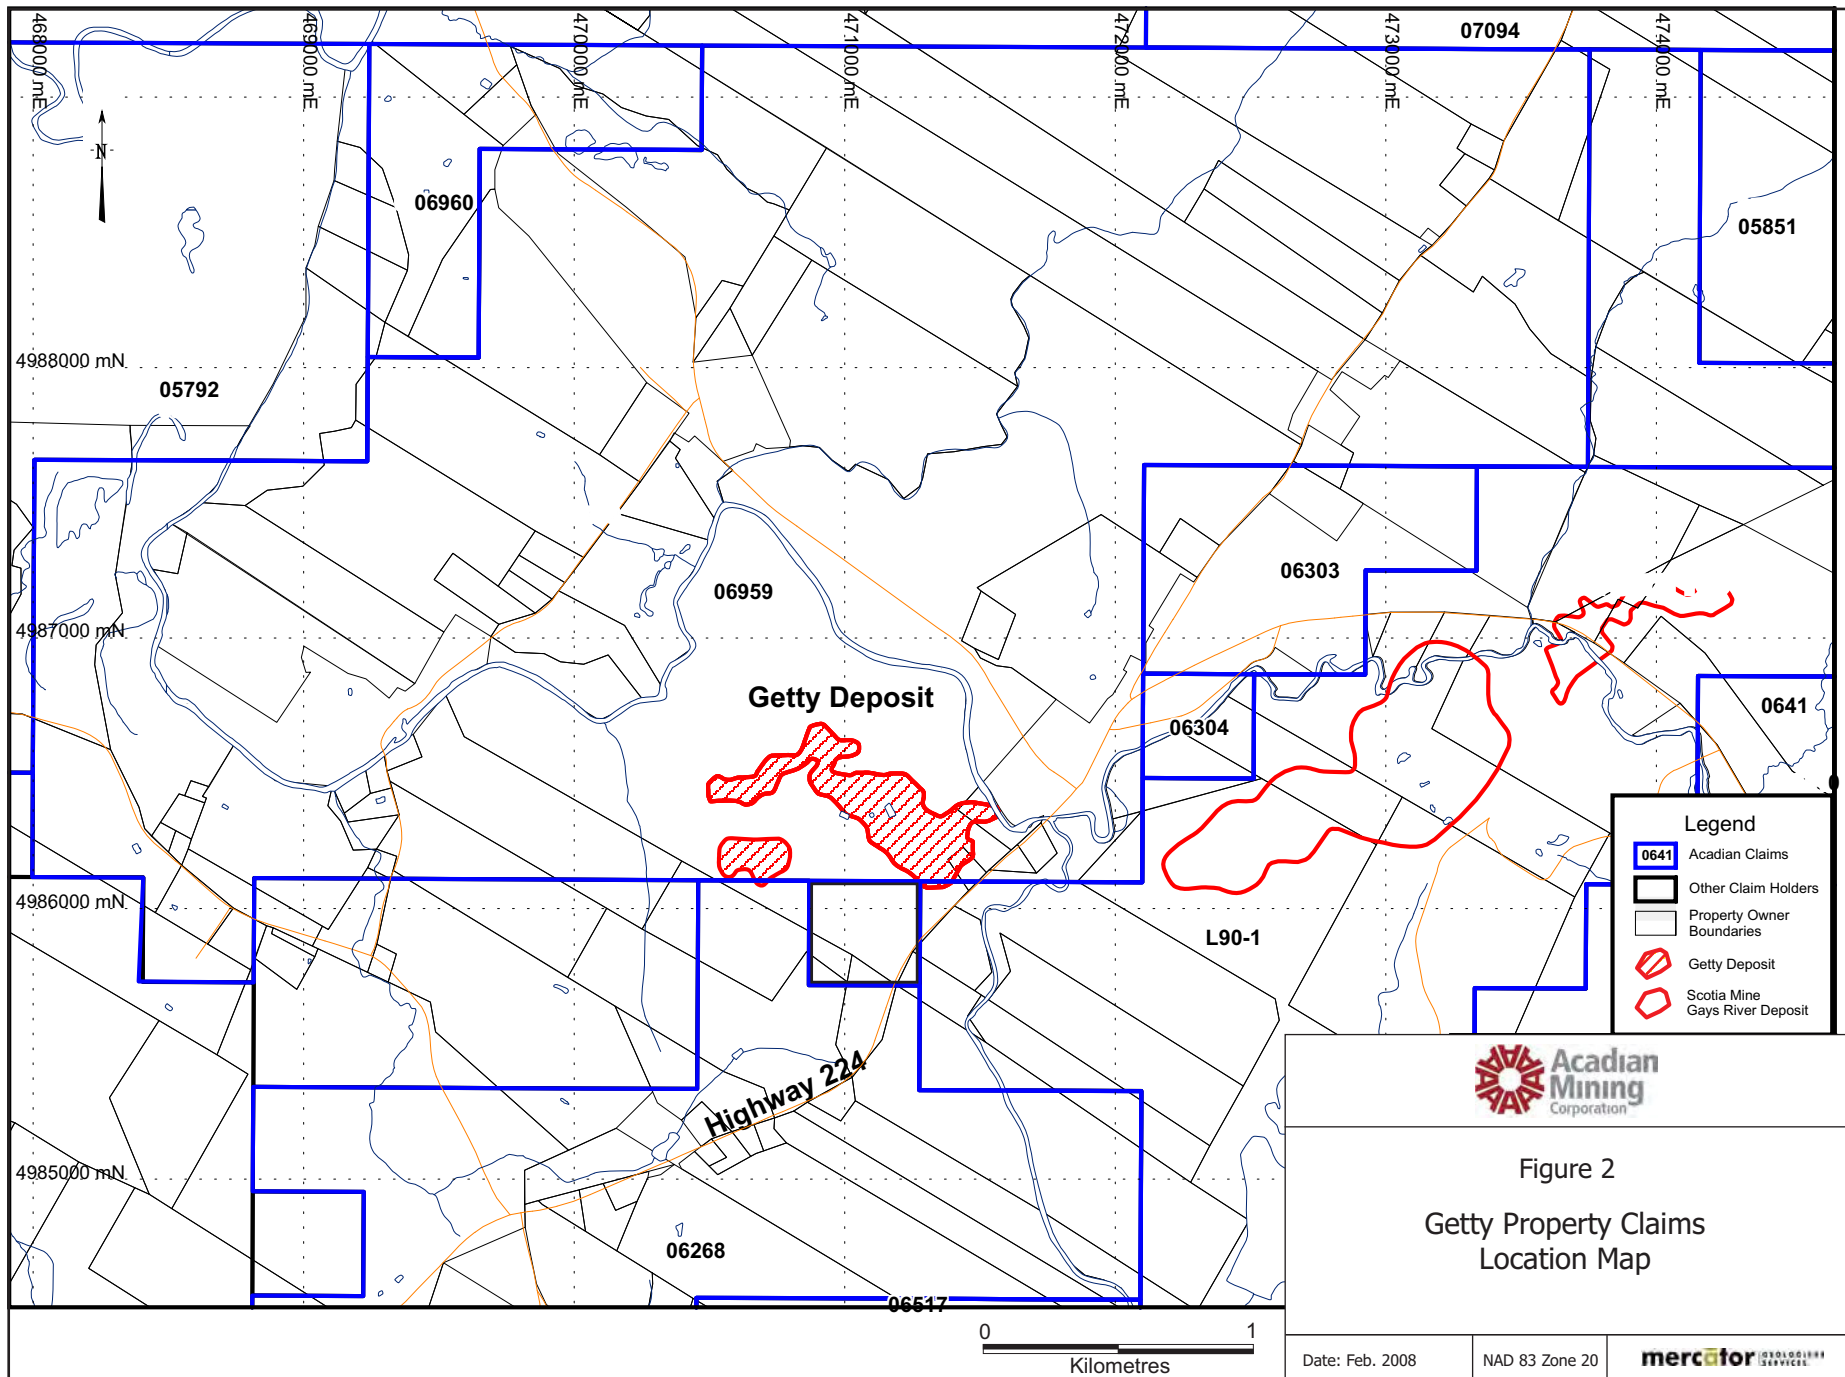 468000 mE
469000 mE
470000 mE
471000 mE
472000 mE
473000 mE
474000 mE
07094
N
06960
05851
4988000 mN
05792
06303
06959
4987000 mN
Getty Deposit
06304
0641
Legend
0641 Acadian Claims
Other Claim Holders
Property Owner
Boundaries
Getty Deposit
Scotia Mine
Gays River Deposit
4986000 mN
L90-1
Highway 224
4985000 mN
06268
06517
Acadian
Mining
Corporation
Figure 2
Getty Property Claims
Location Map
0 1
Kilometres
Date: Feb. 2008
NAD 83 Zone 20
mercator GEOLOGICAL
SERVICES